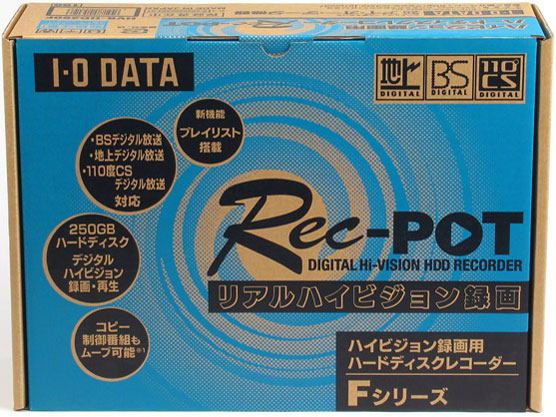 I・O DATA
地上
DIGITAL
BS
DIGITAL
110°
CS
DIGITAL
新機能
プレイリスト
搭載
・BSデジタル放送
・地上デジタル放送
・110度CS
デジタル放送
対応
250GB
ハードディスク
デジタル
ハイビジョン
録画・再生
Rec-POT
DIGITAL Hi-VISION HDD RECORDER
リアルハイビジョン録画
コピー
制御番組も
ムーブ可能※1
ハイビジョン録画用
ハードディスクレコーダー
Fシリーズ